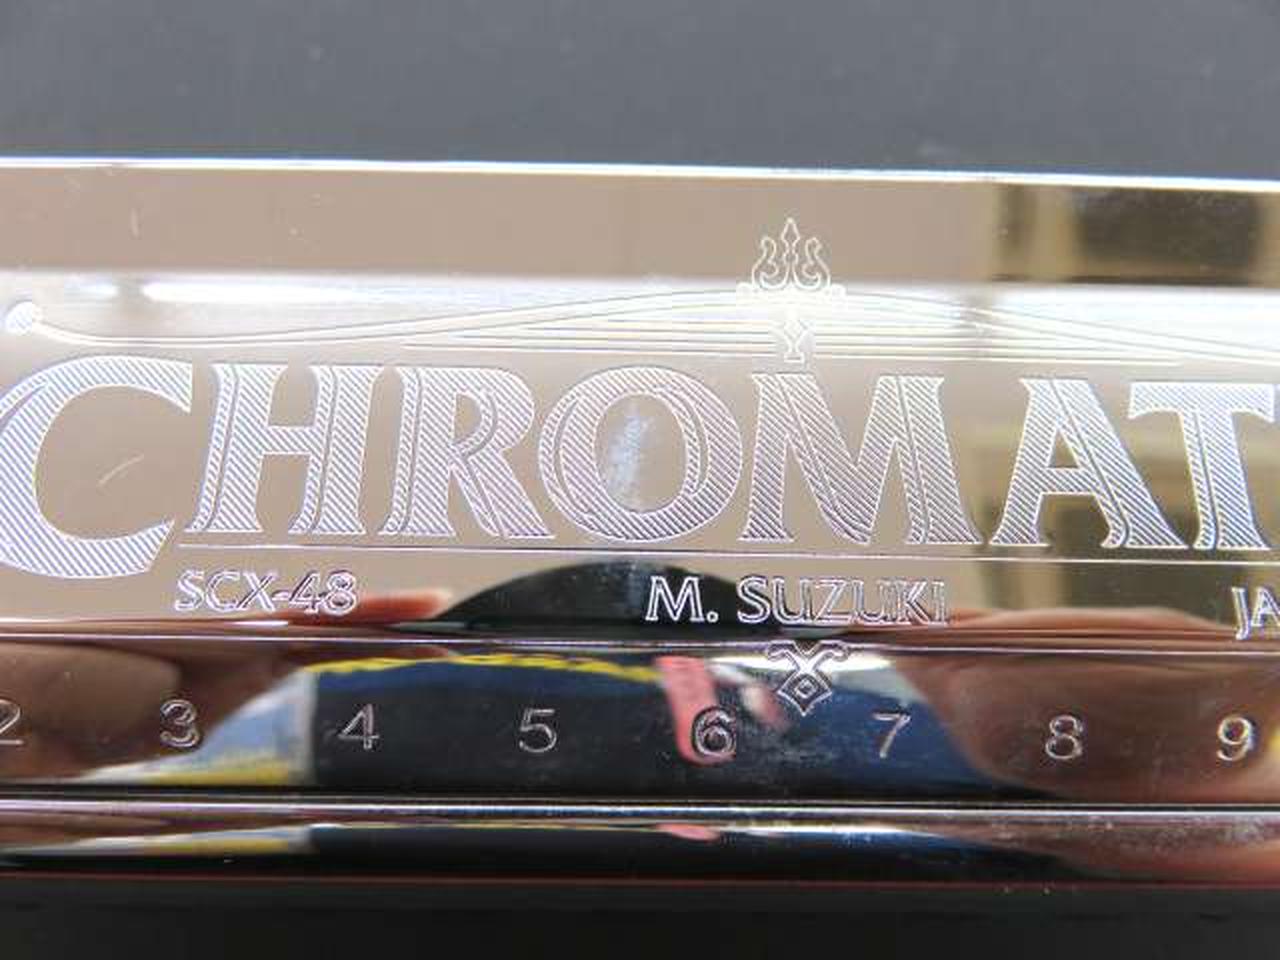 CHROMAT
SCX-48 M. SUZUKI JA
2 3 4 5 6 7 8 9